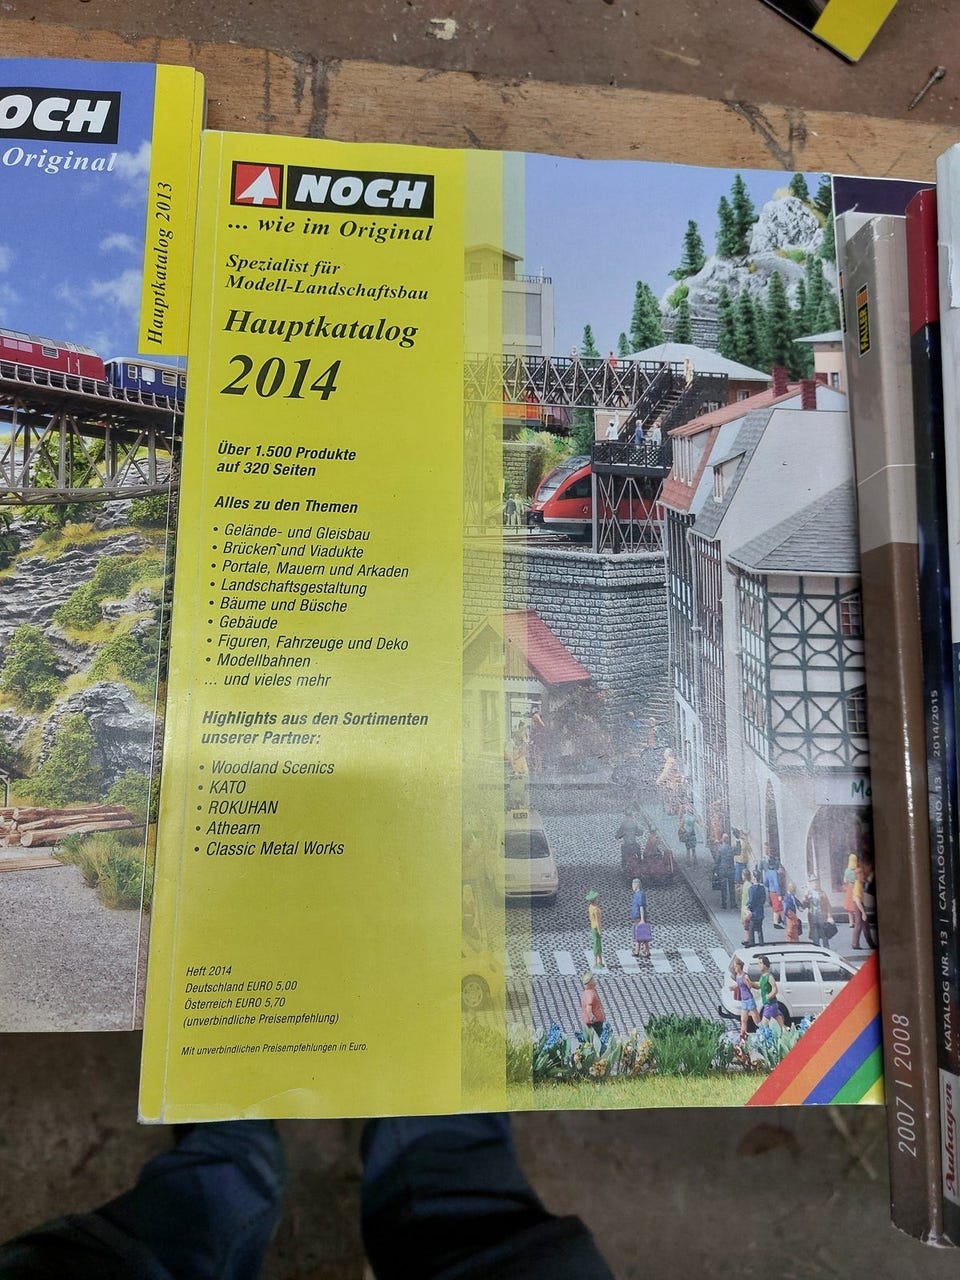 OCH
Original
Hauptkatalog 2013
NOCH
... wie im Original
Spezialist für
Modell-Landschaftsbau
Hauptkatalog
2014
Über 1.500 Produkte
auf 320 Seiten
Alles zu den Themen
• Gelände- und Gleisbau
• Brücken und Viadukte
• Portale, Mauern und Arkaden
• Landschaftsgestaltung
• Bäume und Büsche
• Gebäude
• Figuren, Fahrzeuge und Deko
• Modellbahnen
... und vieles mehr
Highlights aus den Sortimenten
unserer Partner:
• Woodland Scenics
• KATO
• ROKUHAN
• Athearn
• Classic Metal Works
Heft 2014
Deutschland EURO 5,00
Österreich EURO 5,70
(unverbindliche Preisempfehlung)
Mit unverbindlichen Preisempfehlungen in Euro.
TAXI
Mo
FALLER
2007 | 2008
Auhagen
KATALOG NR. 13 | CATALOGUE NO. 13 2014/2015